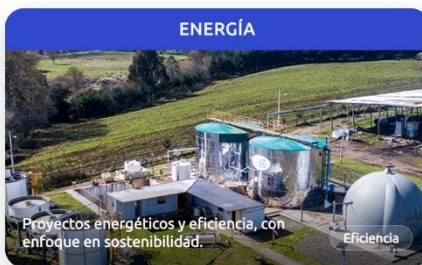 ENERGÍA
Proyectos energéticos y eficiencia, con
enfoque en sostenibilidad.
Eficiencia